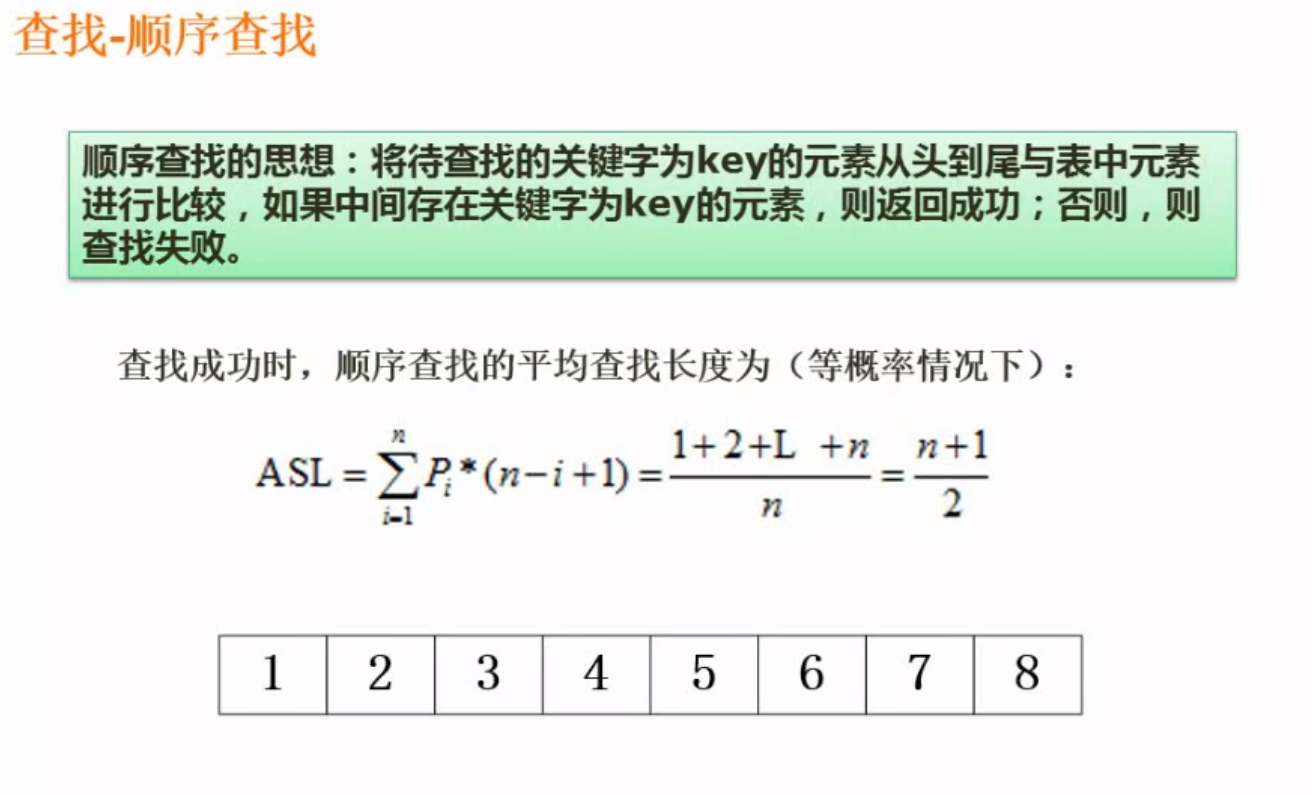 查找-顺序查找
顺序查找的思想：将待查找的关键字为key的元素从头到尾与表中元素
进行比较，如果中间存在关键字为key的元素，则返回成功；否则，则
查找失败。
查找成功时，顺序查找的平均查找长度为（等概率情况下）：
ASL = \sum_{i=1}^{n} P_i * (n-i+1) = \frac{1+2+L +n}{n} = \frac{n+1}{2}
1 2 3 4 5 6 7 8